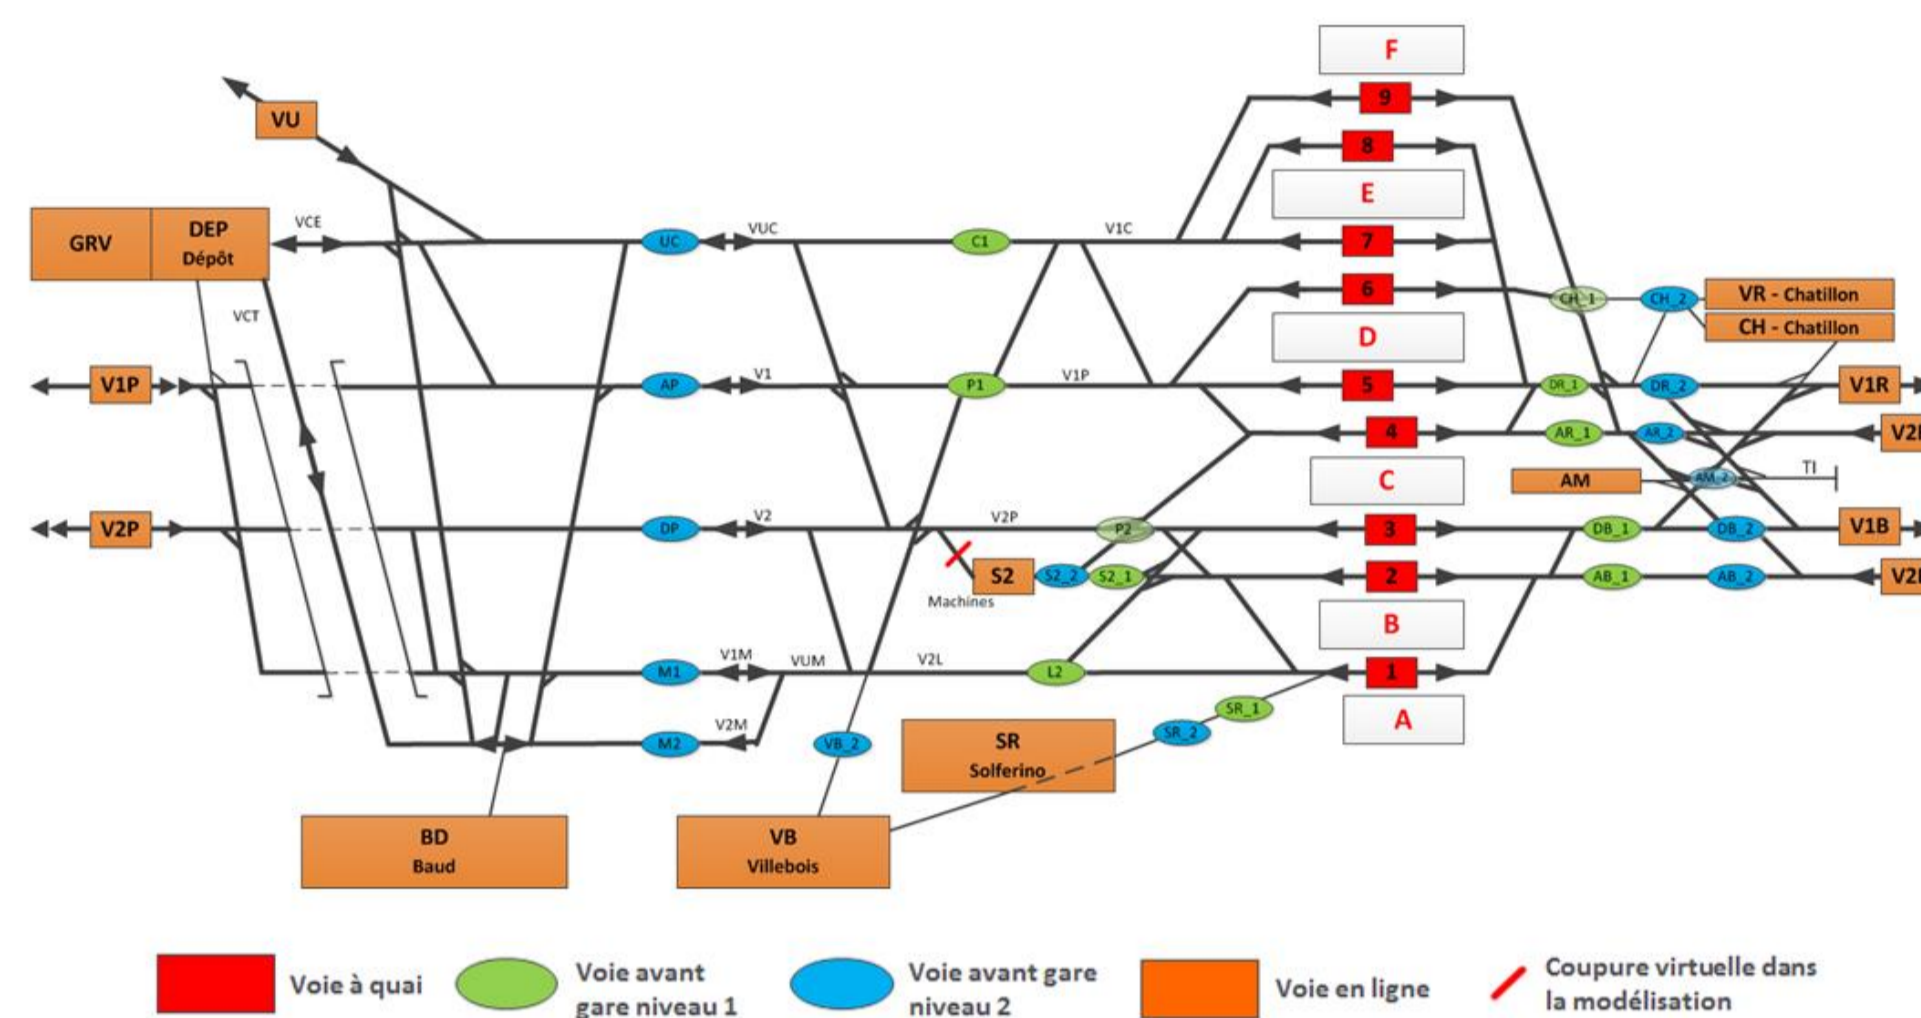 F
9
VU
8
E
GRV
DEP
Dépôt
VCE
UC
VUC
C1
V1C
7
6
CH_1
CH_2
VR - Chatillon
CH - Chatillon
VCT
D
V1P
AP
V1
P1
V1P
5
DR_1
DR_2
V1R
4
AR_1
AR_2
C
AM
AM_2
TI
V2P
DP
V2
V2P
P2
3
DB_1
DB_2
V1B
S2
S2_2
S2_1
2
AB_1
AB_2
Machines
B
M1
V1M
VUM
V2L
L2
1
SR_1
A
M2
V2M
VB_2
SR_2
SR
Solferino
BD
Baud
VB
Villebois
Voie à quai
Voie avant
gare niveau 1
Voie avant gare
niveau 2
Voie en ligne
Coupure virtuelle dans
la modélisation